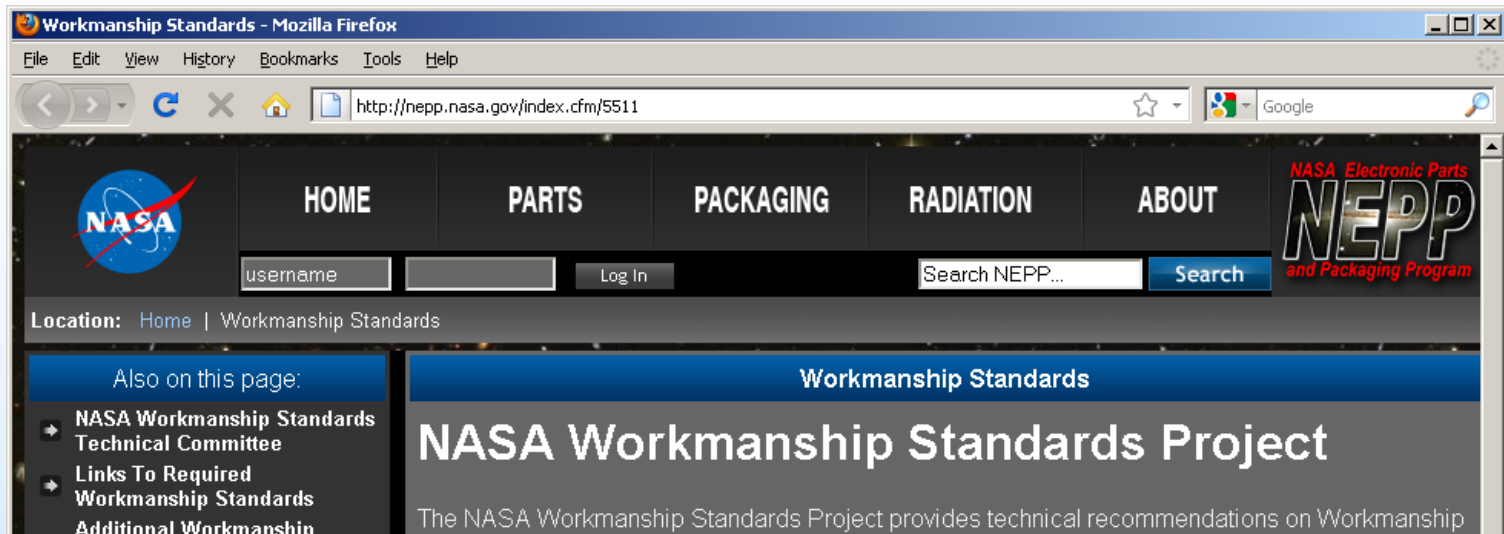 Workmanship Standards - Mozilla Firefox
File Edit View History Bookmarks Tools Help
http://nepp.nasa.gov/index.cfm/5511
Google
NASA
HOME PARTS PACKAGING RADIATION ABOUT
NASA Electronic Parts
NEPP
and Packaging Program
username
Log In
Search NEPP...
Search
Location: Home | Workmanship Standards
Also on this page:
NASA Workmanship Standards
Technical Committee
Links To Required
Workmanship Standards
Additional Workmanship
Workmanship Standards
NASA Workmanship Standards Project
The NASA Workmanship Standards Project provides technical recommendations on Workmanship